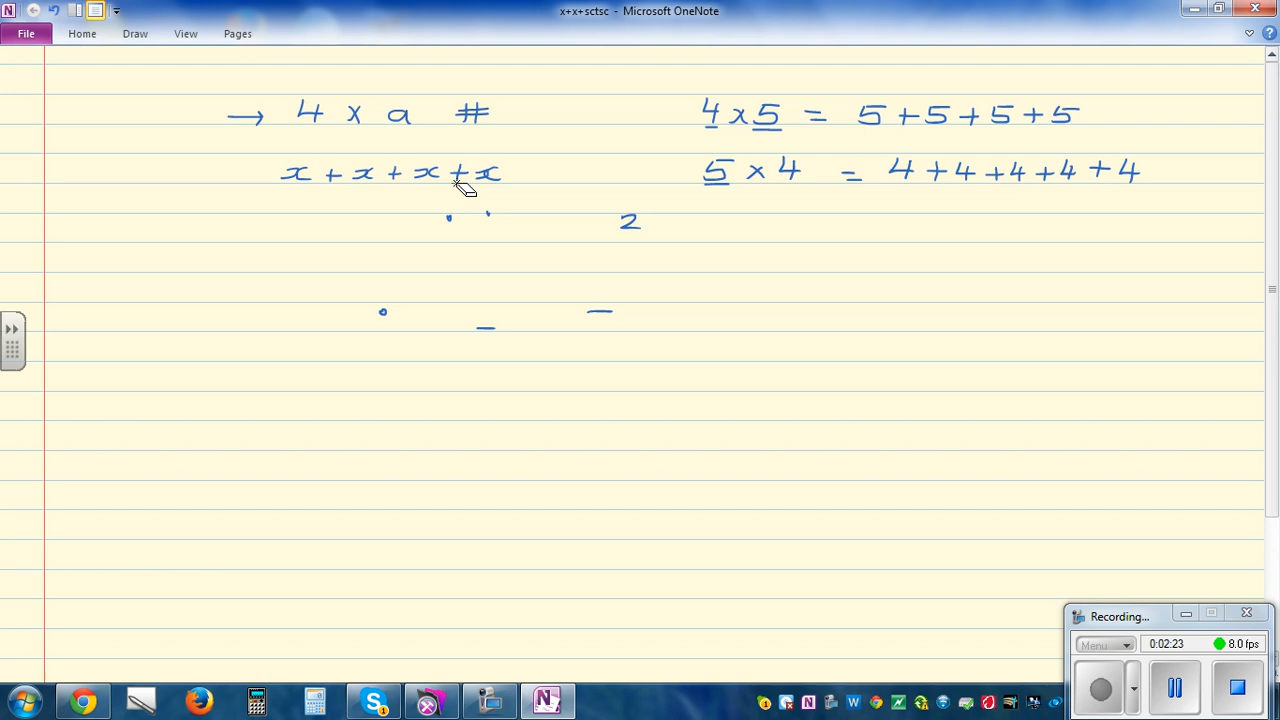 x+x+sctsc - Microsoft OneNote
File Home Draw View Pages
→ 4 x a # 4 x 5 = 5 + 5 + 5 + 5
x + x + x + x 5 x 4 = 4 + 4 + 4 + 4 + 4
2
Recording...
Menu 0:02:23 8.0 fps